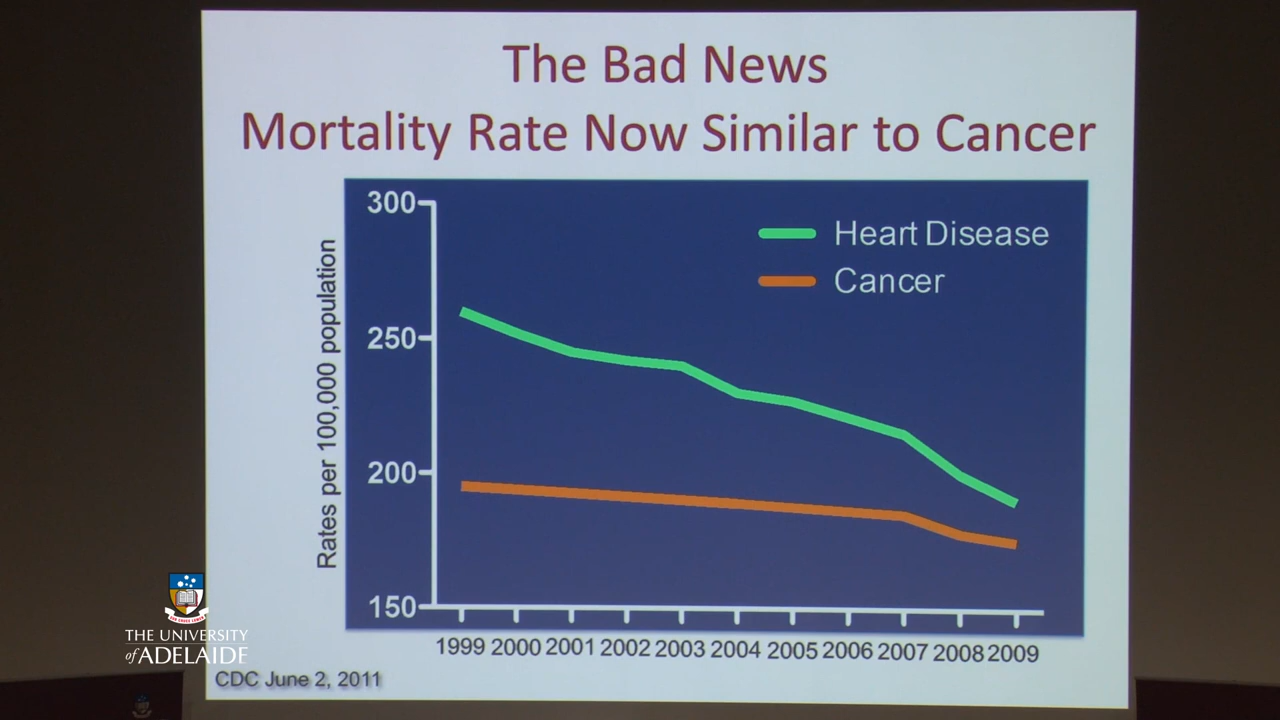 The Bad News
Mortality Rate Now Similar to Cancer
Rates per 100,000 population
300
250
200
150
Heart Disease
Cancer
1999 2000 2001 2002 2003 2004 2005 2006 2007 2008 2009
THE UNIVERSITY
of ADELAIDE
CDC June 2, 2011